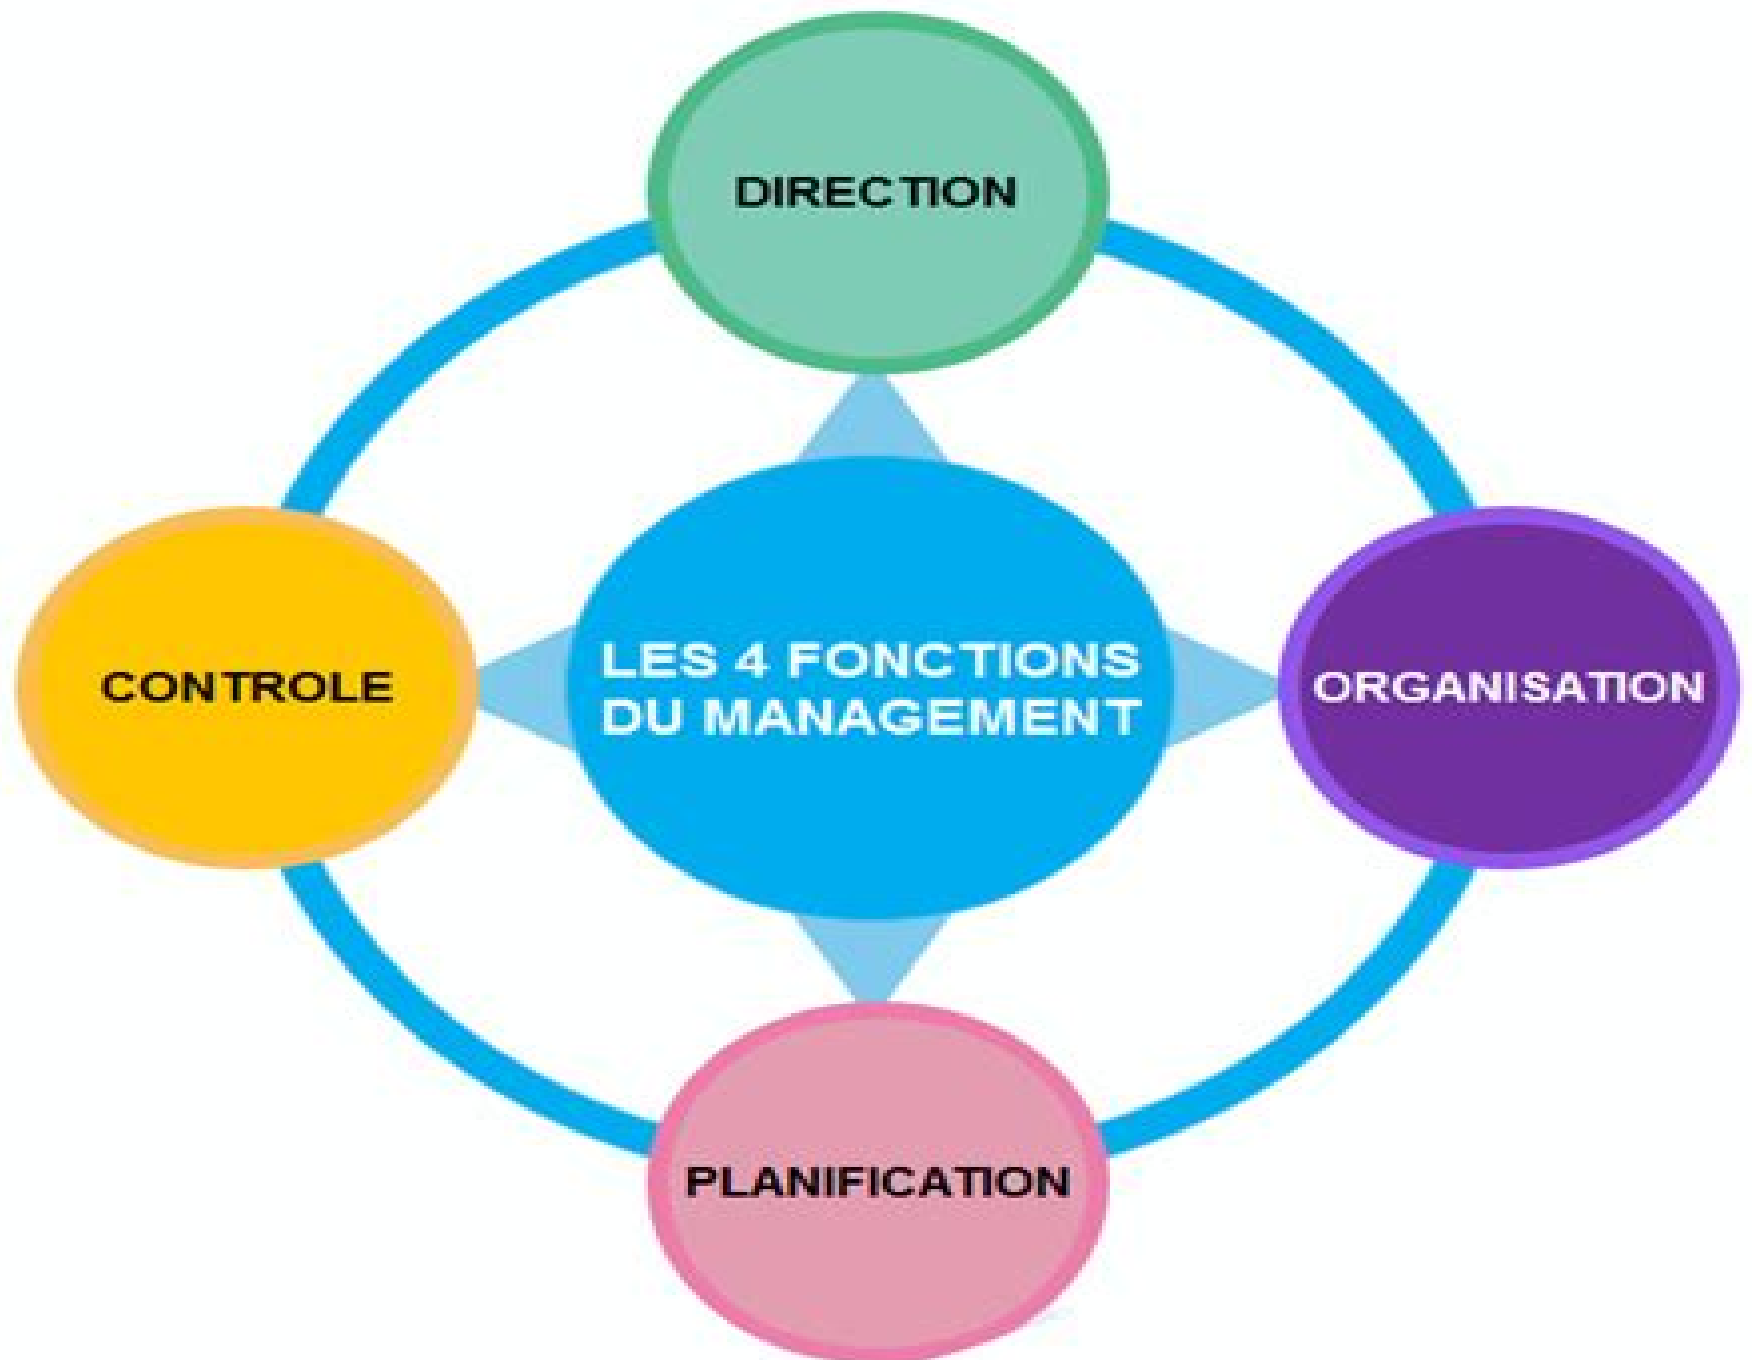 DIRECTION
CONTROLE
LES 4 FONCTIONS
DU MANAGEMENT
ORGANISATION
PLANIFICATION